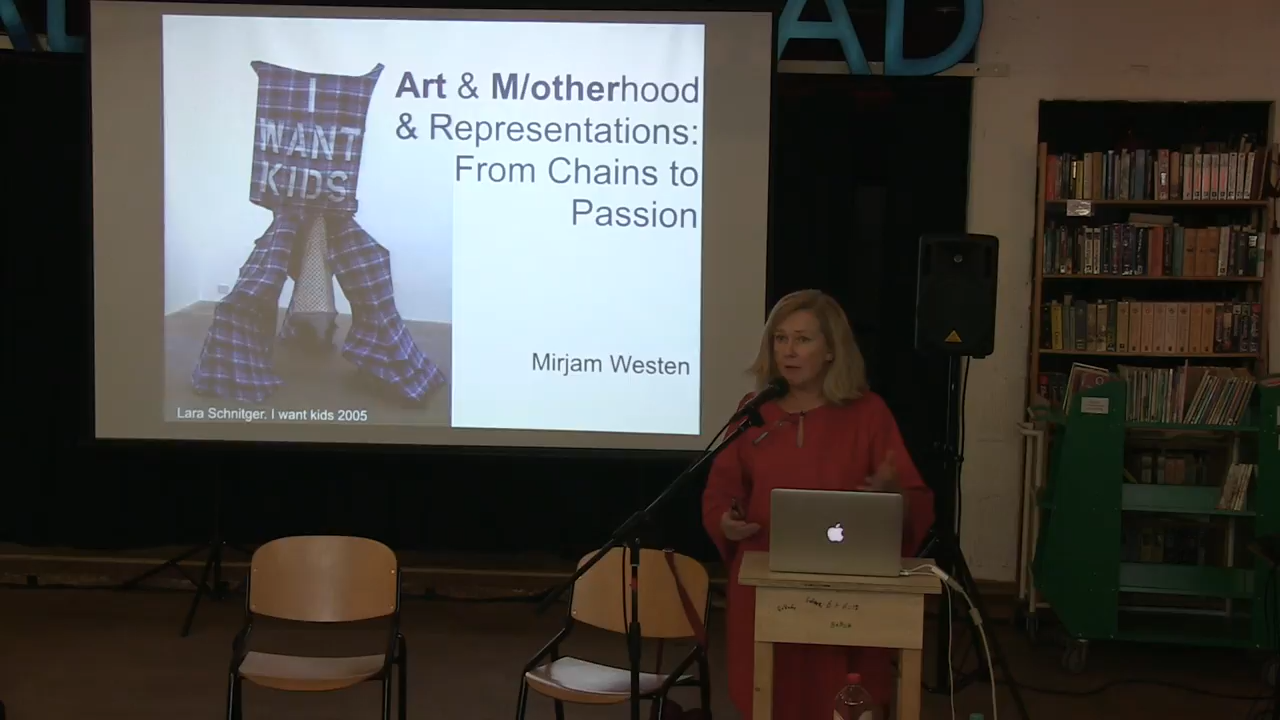 AD
I
WANT
KIDS
Art & M/otherhood
& Representations:
From Chains to
Passion
Mirjam Westen
Lara Schnitger. I want kids 2005